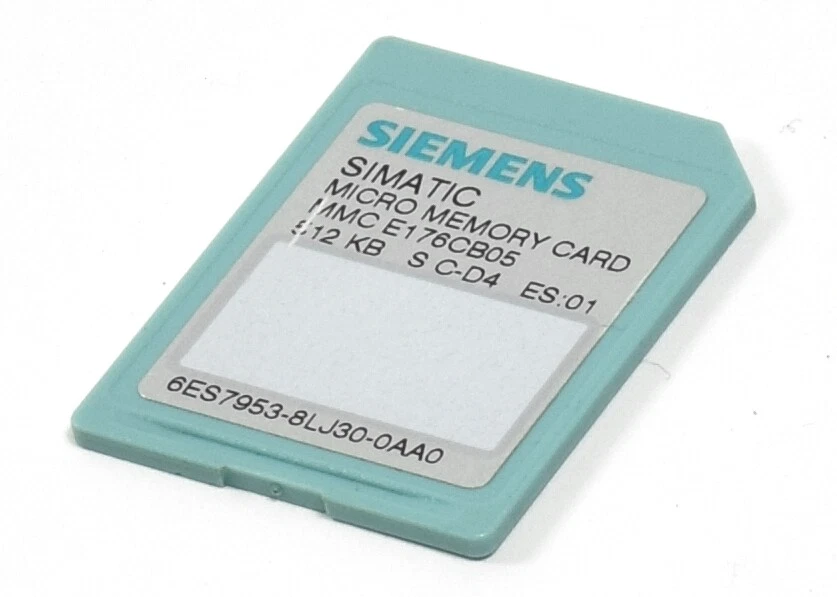 SIEMENS
SIMATIC
MICRO MEMORY CARD
MMC E176CB05
512 KB S C-D4 ES:01
6ES7953-8LJ30-0AA0